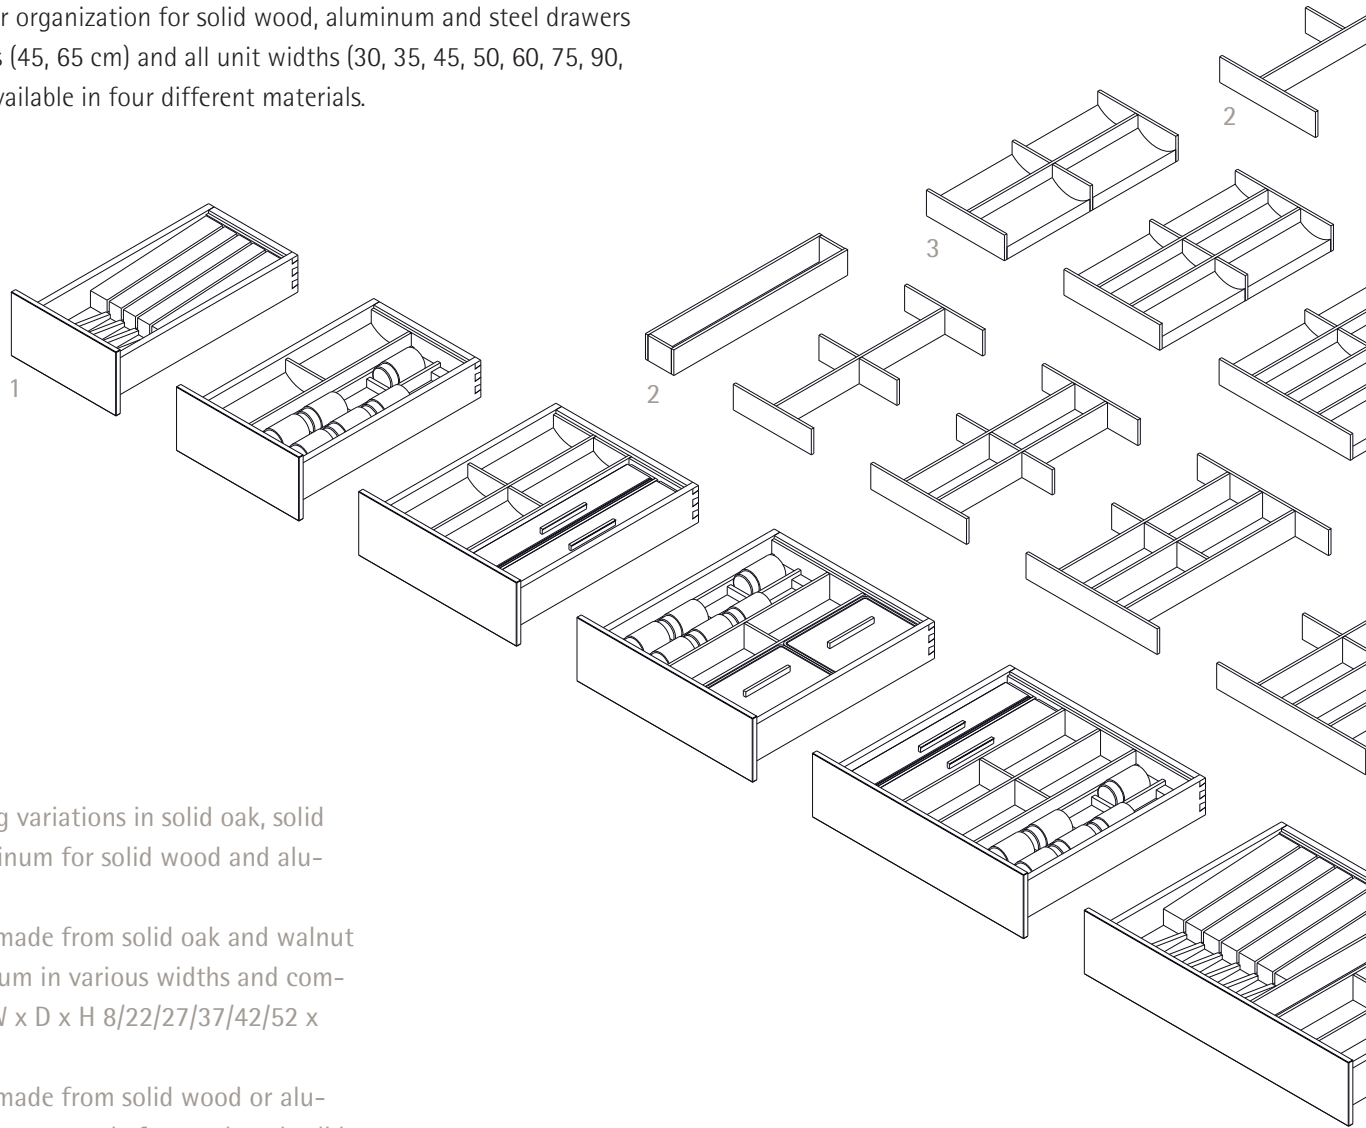 r organization for solid wood, aluminum and steel drawers
s (45, 65 cm) and all unit widths (30, 35, 45, 50, 60, 75, 90,
vailable in four different materials.
2
3
2
1
g variations in solid oak, solid
inum for solid wood and alu-
made from solid oak and walnut
um in various widths and com-
W x D x H 8/22/27/37/42/52 x
made from solid wood or alu-